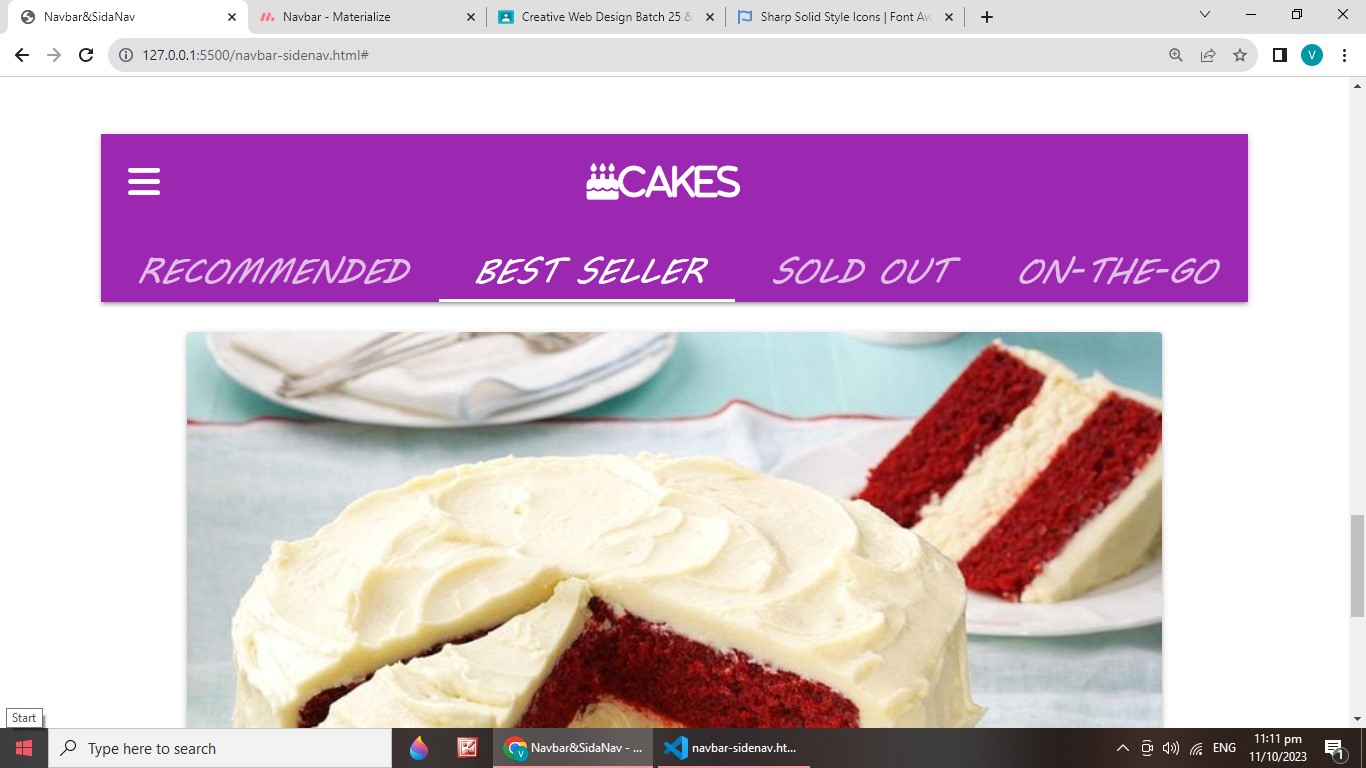 Navbar&SidaNav
Navbar - Materialize
Creative Web Design Batch 25 &
Sharp Solid Style Icons | Font Aw
127.0.0.1:5500/navbar-sidenav.html#
V
CAKES
RECOMMENDED
BEST SELLER
SOLD OUT
ON-THE-GO
Start
Type here to search
V
Navbar&SidaNav - ...
navbar-sidenav.ht...
ENG
11:11 pm
11/10/2023
1